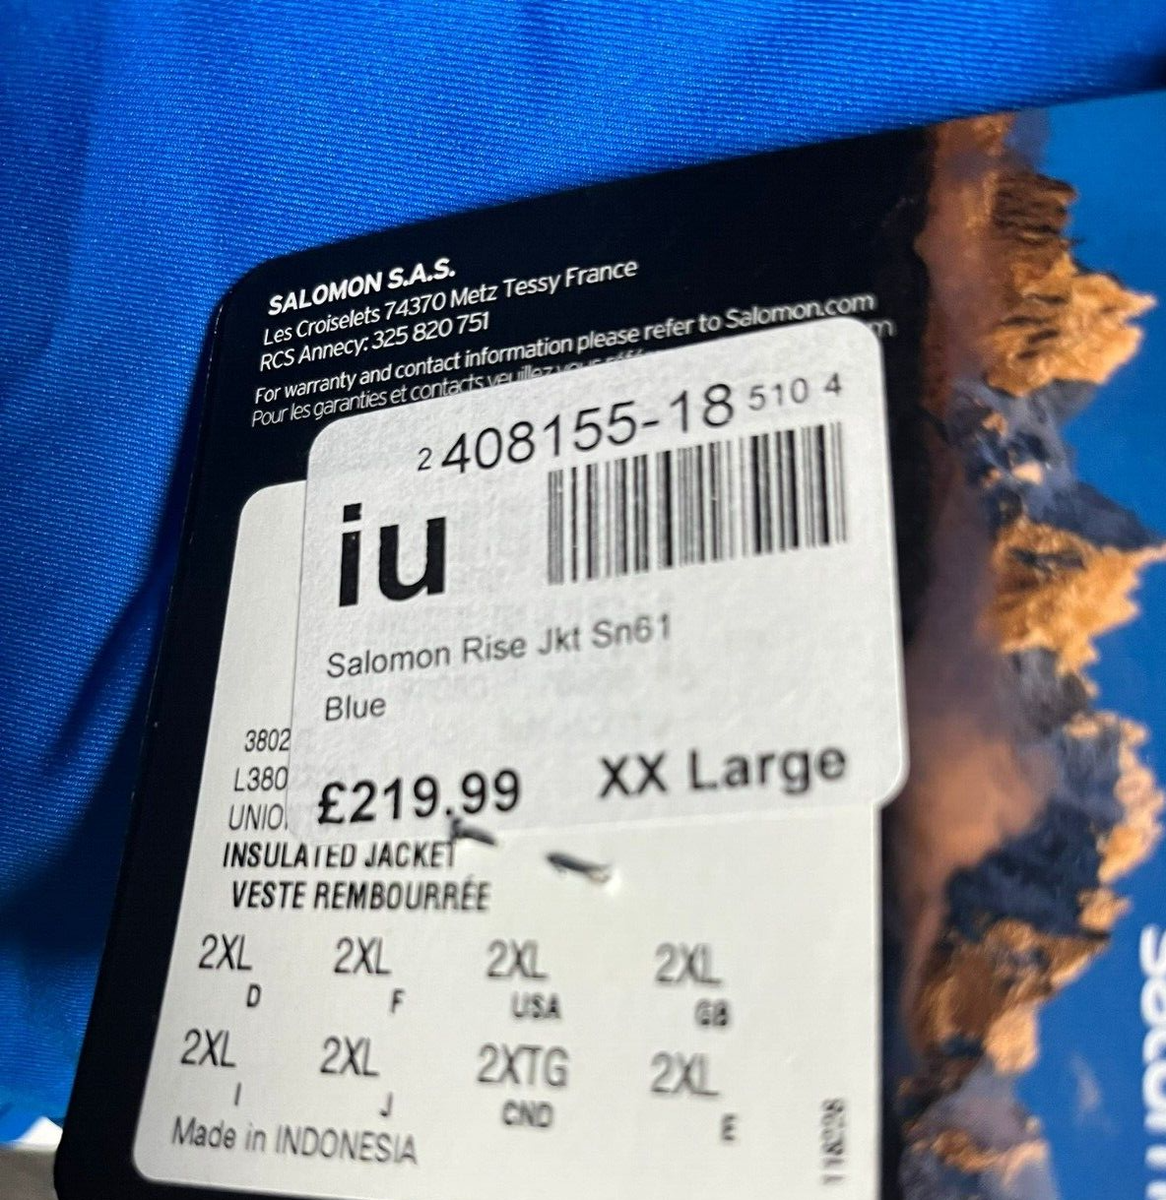 SALOMON S.A.S.
Les Croiselets 74370 Metz Tessy France
RCS Annecy: 325 820 751
For warranty and contact information please refer to Salomon.com
Pour les garanties et contacts veuillez
2 408155-18 510 4
iu
Salomon Rise Jkt Sn61
Blue
£219.99 XX Large
3802
L380
UNIO
INSULATED JACKET
VESTE REMBOURRÉE
2XL 2XL 2XL 2XL
D F USA GB
2XL 2XL 2XTG 2XL
I J CND E
Made in INDONESIA